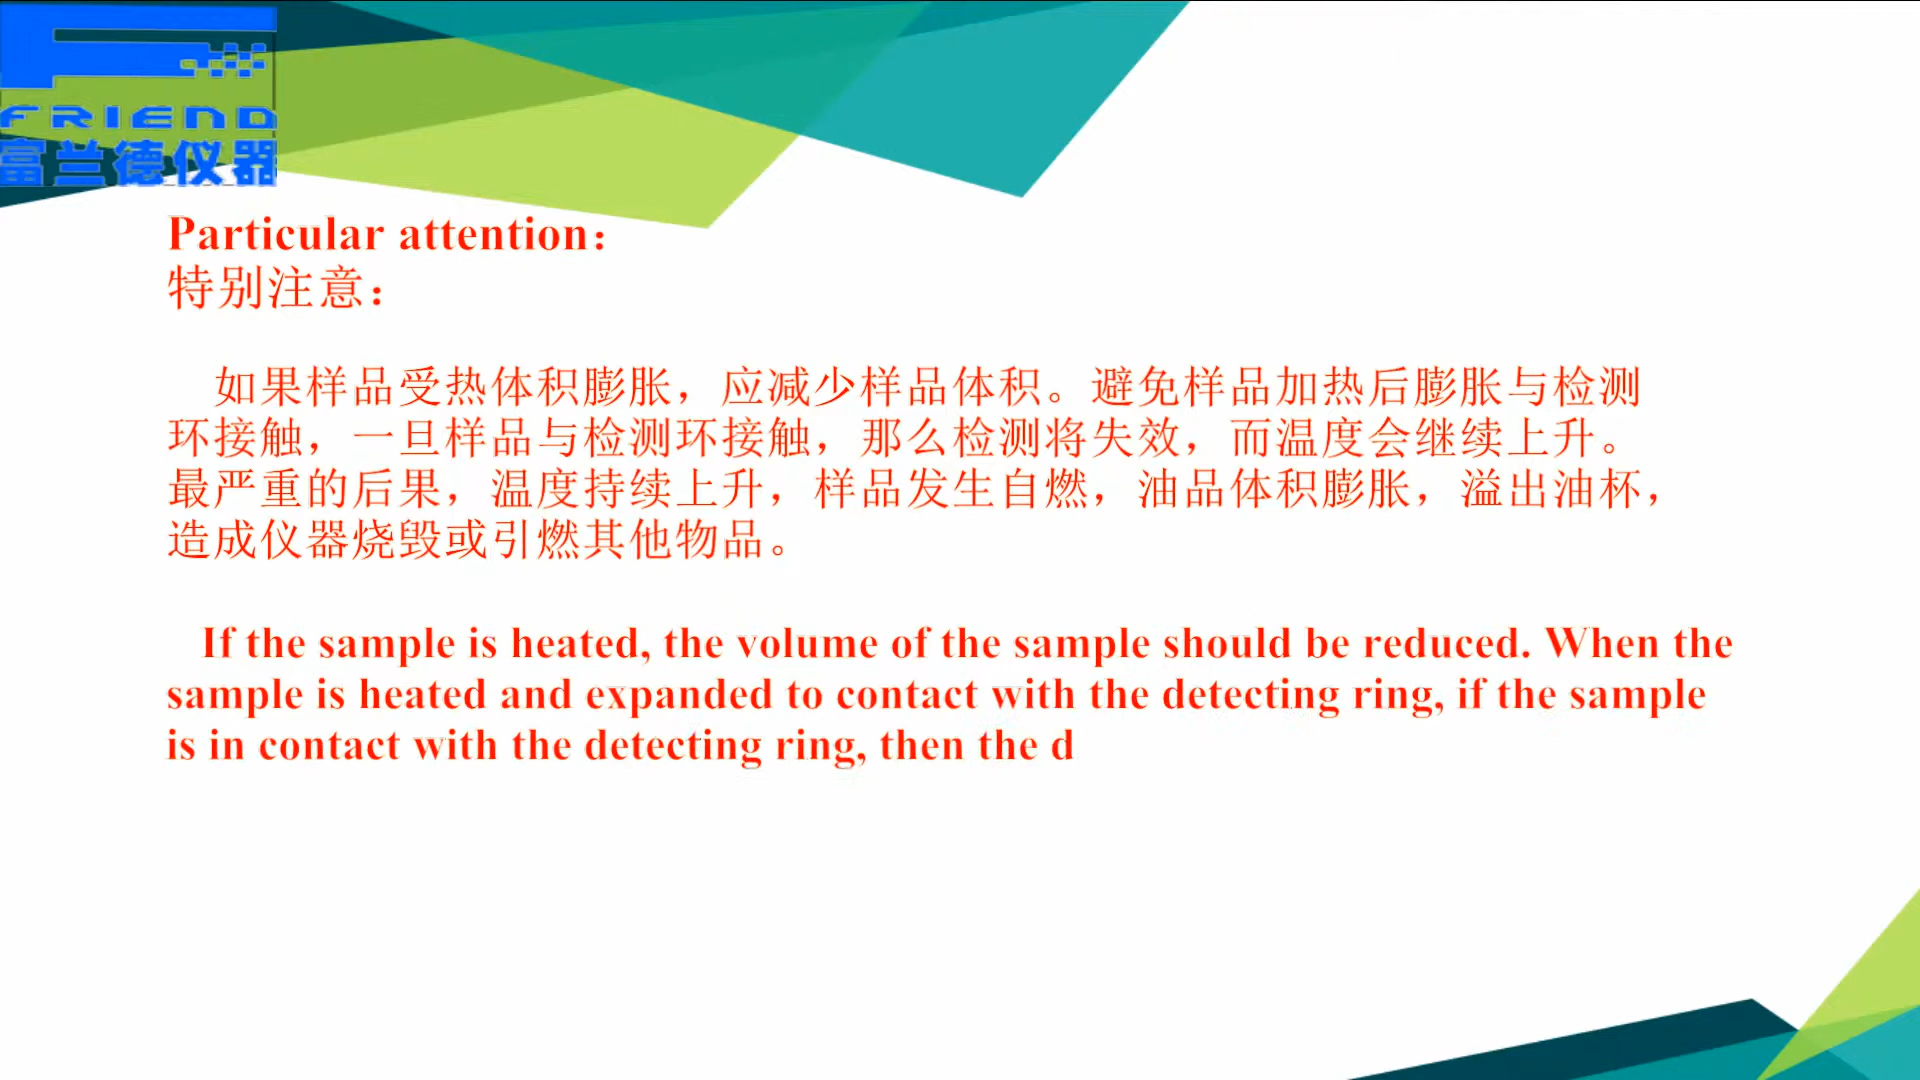 FRIEND
富兰德仪器
Particular attention：
特别注意：
如果样品受热体积膨胀，应减少样品体积。避免样品加热后膨胀与检测
环接触，一旦样品与检测环接触，那么检测将失效，而温度会继续上升。
最严重的后果，温度持续上升，样品发生自燃，油品体积膨胀，溢出油杯，
造成仪器烧毁或引燃其他物品。
If the sample is heated, the volume of the sample should be reduced. When the
sample is heated and expanded to contact with the detecting ring, if the sample
is in contact with the detecting ring, then the d